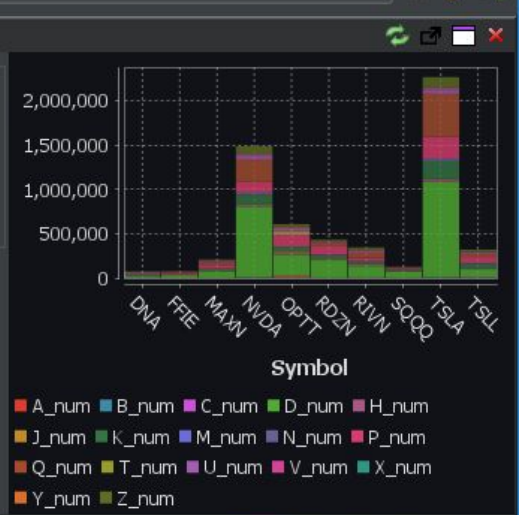 2,000,000
1,500,000
1,000,000
500,000
0
DNA FFIE MAXN NVDA OPTT RDZN RIVN SQQQ TSLA TSLL
Symbol
A_num B_num C_num D_num H_num
J_num K_num M_num N_num P_num
Q_num T_num U_num V_num X_num
Y_num Z_num